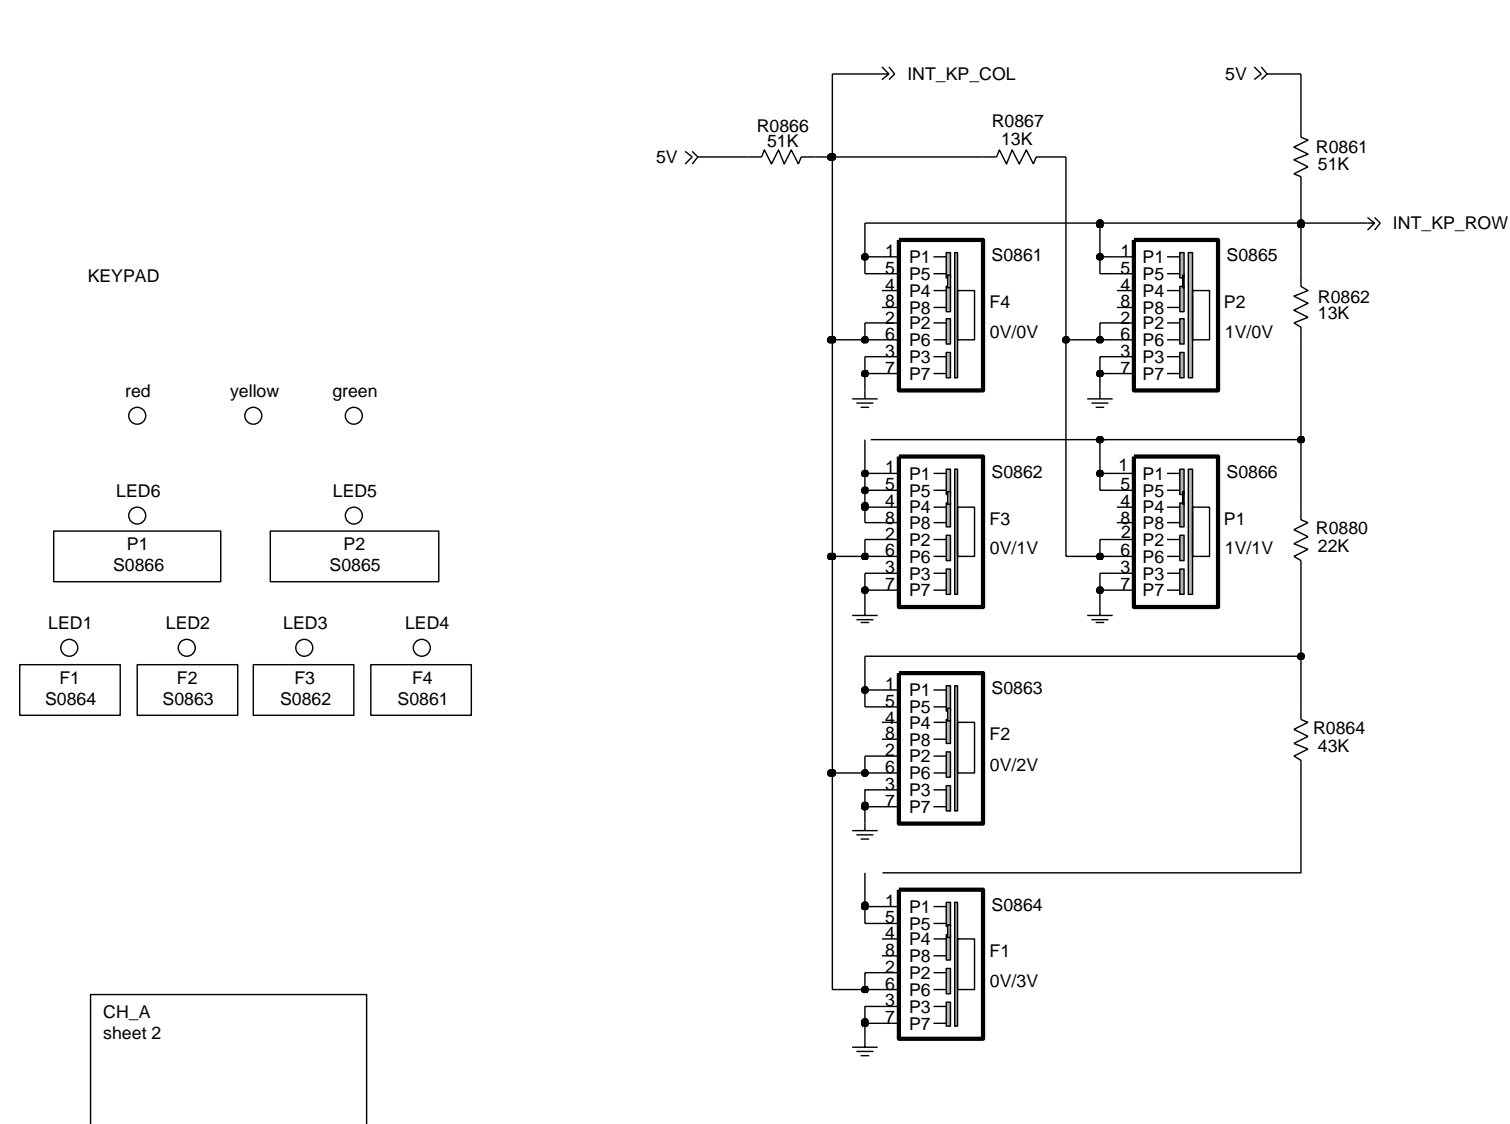 INT_KP_COL
5V
R0866
51K
R0867
13K
5V
R0861
51K
INT_KP_ROW
KEYPAD
1 P1
5 P5
4 P4
8 P8
2 P2
6 P6
3 P3
7 P7
S0861
F4
0V/0V
1 P1
5 P5
4 P4
8 P8
2 P2
6 P6
3 P3
7 P7
S0865
P2
1V/0V
R0862
13K
red yellow green
1 P1
5 P5
4 P4
8 P8
2 P2
6 P6
3 P3
7 P7
S0862
F3
0V/1V
1 P1
5 P5
4 P4
8 P8
2 P2
6 P6
3 P3
7 P7
S0866
P1
1V/1V
R0880
22K
LED6 LED5
P1 P2
S0866 S0865
LED1 LED2 LED3 LED4
F1 F2 F3 F4
S0864 S0863 S0862 S0861
1 P1
5 P5
4 P4
8 P8
2 P2
6 P6
3 P3
7 P7
S0863
F2
0V/2V
R0864
43K
1 P1
5 P5
4 P4
8 P8
2 P2
6 P6
3 P3
7 P7
S0864
F1
0V/3V
CH_A
sheet 2